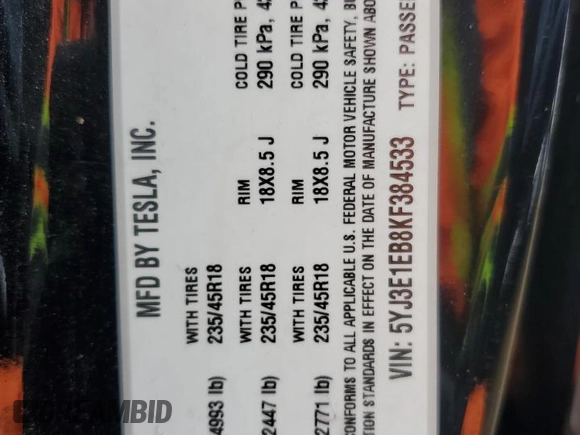 MFD BY TESLA, INC.
WITH TIRES RIM COLD TIRE P
4993 lb) 235/45R18 18X8.5 J 290 kPa, 42
WITH TIRES RIM COLD TIRE P
2447 lb) 235/45R18 18X8.5 J 290 kPa, 42
WITH TIRES
2771 lb) 235/45R18
CONFORMS TO ALL APPLICABLE U.S. FEDERAL MOTOR VEHICLE SAFETY,
TION STANDARDS IN EFFECT ON THE DATE OF MANUFACTURE SHOWN ABO
VIN: 5YJ3E1EB8KF384533 TYPE: PASSE